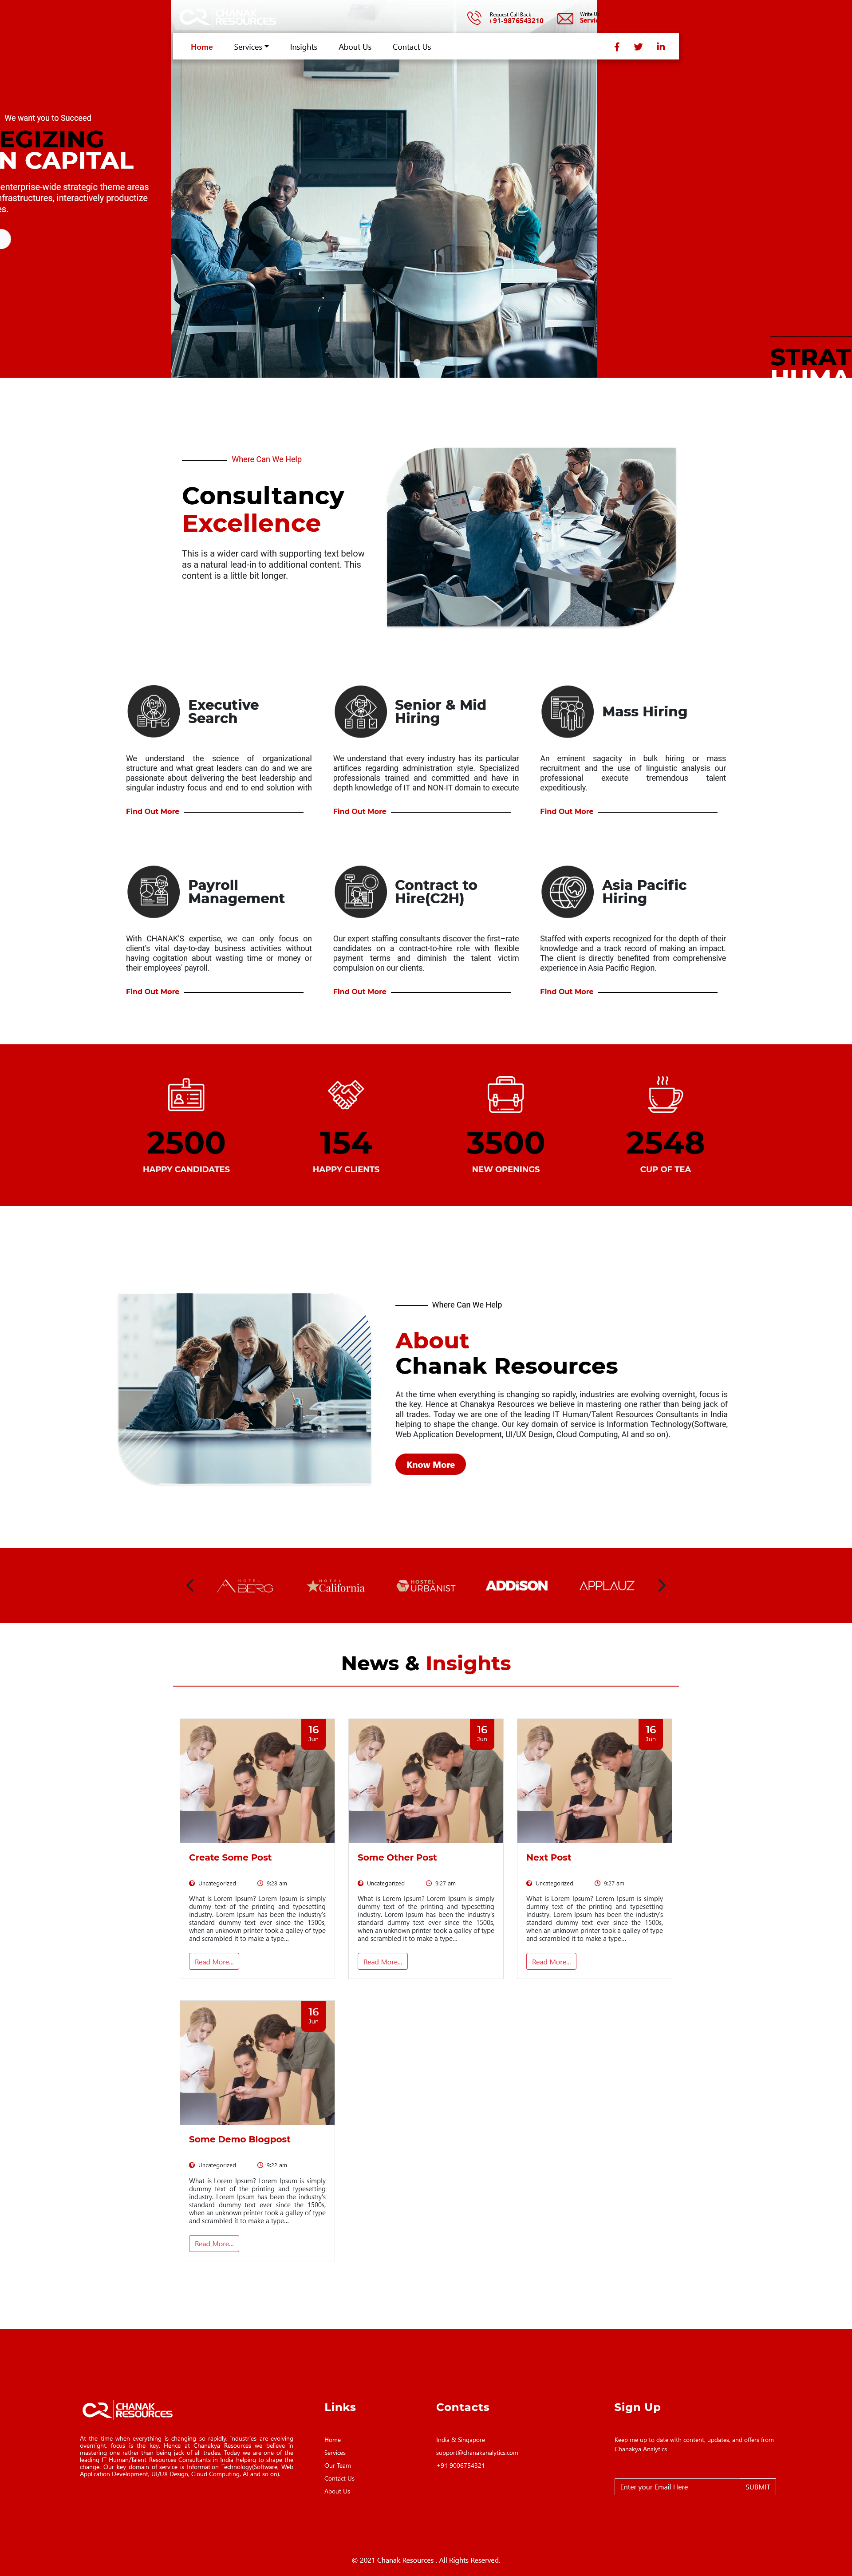 CHANAK
RESOURCES
Request Call Back
+91-9876543210
Write U
Servi
Home
Services
Insights
About Us
Contact Us
We want you to Succeed
EGIZING
N CAPITAL
enterprise-wide strategic theme areas
nfrastructures, interactively productize
es.
STRAT
HUMA
Where Can We Help
Consultancy
Excellence
This is a wider card with supporting text below
as a natural lead-in to additional content. This
content is a little bit longer.
Executive
Search
We understand the science of organizational
structure and what great leaders can do and we are
passionate about delivering the best leadership and
singular industry focus and end to end solution with
Find Out More
Senior & Mid
Hiring
We understand that every industry has its particular
artifices regarding administration style. Specialized
professionals trained and committed and have in
depth knowledge of IT and NON-IT domain to execute
Find Out More
Mass Hiring
An eminent sagacity in bulk hiring or mass
recruitment and the use of linguistic analysis our
professional execute tremendous talent
expeditiously.
Find Out More
Payroll
Management
With CHANAK'S expertise, we can only focus on
client's vital day-to-day business activities without
having cogitation about wasting time or money or
their employees' payroll.
Find Out More
Contract to
Hire(C2H)
Our expert staffing consultants discover the first–rate
candidates on a contract-to-hire role with flexible
payment terms and diminish the talent victim
compulsion on our clients.
Find Out More
Asia Pacific
Hiring
Staffed with experts recognized for the depth of their
knowledge and a track record of making an impact.
The client is directly benefited from comprehensive
experience in Asia Pacific Region.
Find Out More
2500
HAPPY CANDIDATES
154
HAPPY CLIENTS
3500
NEW OPENINGS
2548
CUP OF TEA
Where Can We Help
About
Chanak Resources
At the time when everything is changing so rapidly, industries are evolving overnight, focus is
the key. Hence at Chanakya Resources we believe in mastering one rather than being jack of
all trades. Today we are one of the leading IT Human/Talent Resources Consultants in India
helping to shape the change. Our key domain of service is Information Technology(Software,
Web Application Development, UI/UX Design, Cloud Computing, AI and so on).
Know More
HOTEL
BERG
HOTEL
California
HOSTEL
URBANIST
ADDISON
APPLAUZ
News & Insights
16
Jun
Create Some Post
Uncategorized
9:28 am
What is Lorem Ipsum? Lorem Ipsum is simply
dummy text of the printing and typesetting
industry. Lorem Ipsum has been the industry's
standard dummy text ever since the 1500s,
when an unknown printer took a galley of type
and scrambled it to make a type...
Read More...
16
Jun
Some Other Post
Uncategorized
9:27 am
What is Lorem Ipsum? Lorem Ipsum is simply
dummy text of the printing and typesetting
industry. Lorem Ipsum has been the industry's
standard dummy text ever since the 1500s,
when an unknown printer took a galley of type
and scrambled it to make a type...
Read More...
16
Jun
Next Post
Uncategorized
9:27 am
What is Lorem Ipsum? Lorem Ipsum is simply
dummy text of the printing and typesetting
industry. Lorem Ipsum has been the industry's
standard dummy text ever since the 1500s,
when an unknown printer took a galley of type
and scrambled it to make a type...
Read More...
16
Jun
Some Demo Blogpost
Uncategorized
9:22 am
What is Lorem Ipsum? Lorem Ipsum is simply
dummy text of the printing and typesetting
industry. Lorem Ipsum has been the industry's
standard dummy text ever since the 1500s,
when an unknown printer took a galley of type
and scrambled it to make a type...
Read More...
CHANAK
RESOURCES
At the time when everything is changing so rapidly, industries are evolving
overnight, focus is the key. Hence at Chanakya Resources we believe in
mastering one rather than being jack of all trades. Today we are one of the
leading IT Human/Talent Resources Consultants in India helping to shape the
change. Our key domain of service is Information Technology(Software, Web
Application Development, UI/UX Design, Cloud Computing, AI and so on).
Links
Home
Services
Our Team
Contact Us
About Us
Contacts
India & Singapore
support@chanakanalytics.com
+91 9006754321
Sign Up
Keep me up to date with content, updates, and offers from
Chanakya Analytics
Enter your Email Here
SUBMIT
© 2021 Chanak Resources . All Rights Reserved.